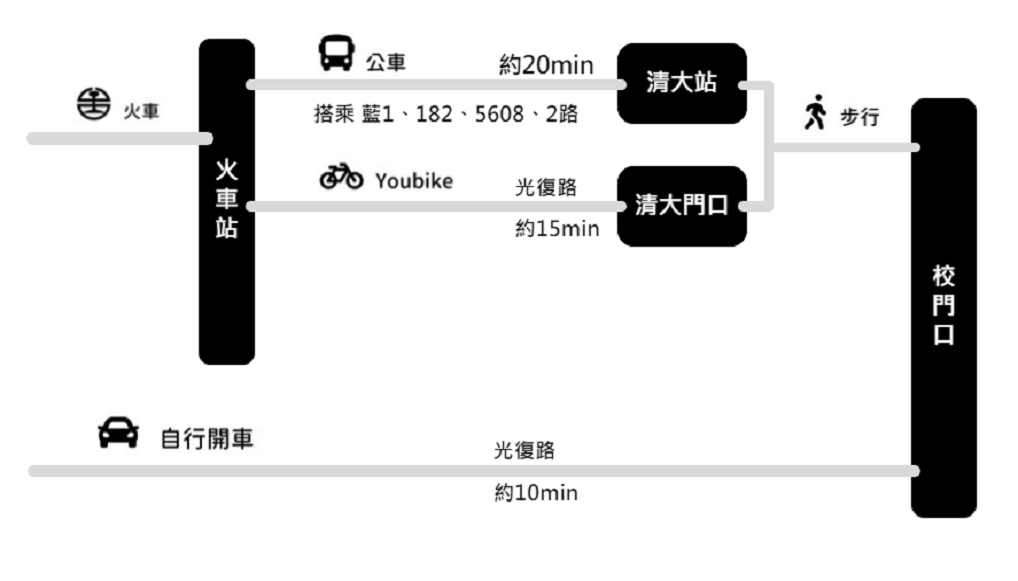 火車
火車站
公車
約20min
搭乘 藍1、182、5608、2路
清大站
Youbike
光復路
約15min
清大門口
步行
校門口
自行開車
光復路
約10min